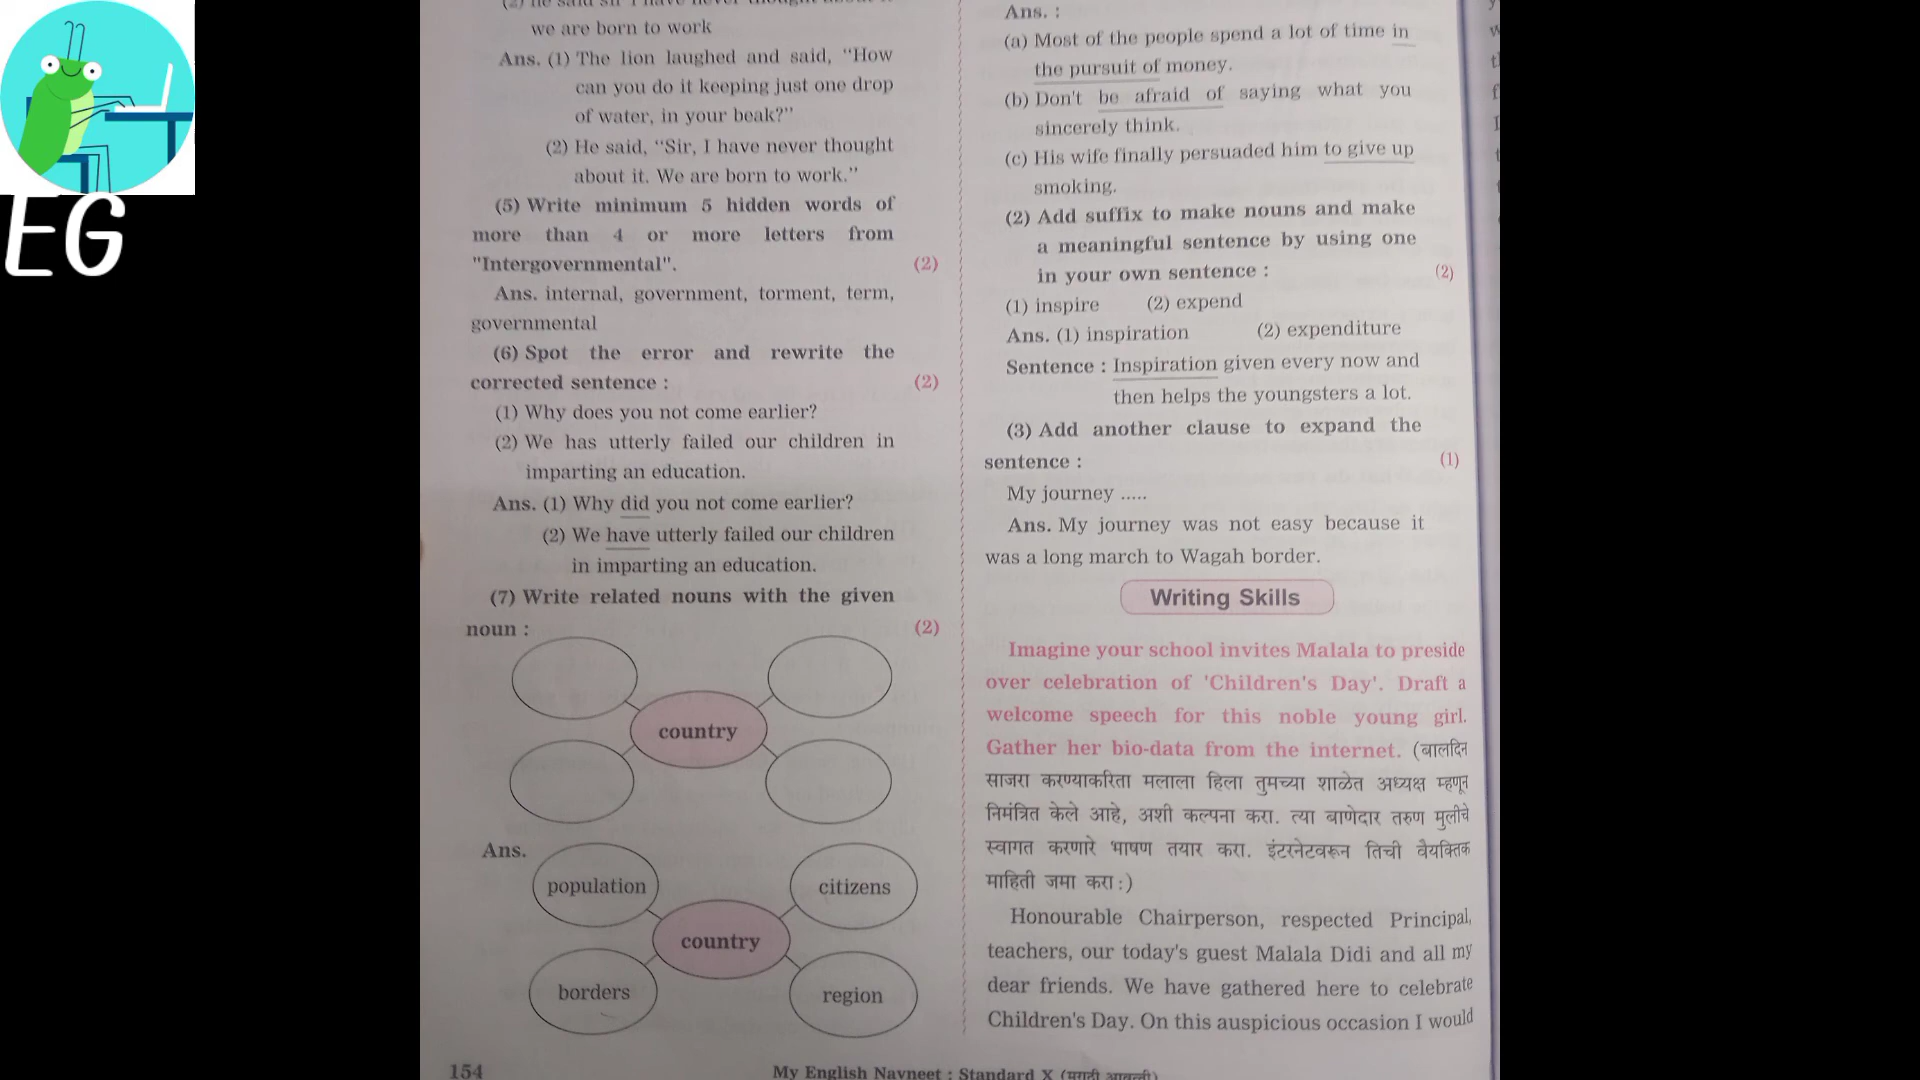 EG
we are born to work
Ans. (1) The lion laughed and said, “How
can you do it keeping just one drop
of water, in your beak?”
(2) He said, “Sir, I have never thought
about it. We are born to work.”
(5) Write minimum 5 hidden words of
more than 4 or more letters from
"Intergovernmental". (2)
Ans. internal, government, torment, term,
governmental
(6) Spot the error and rewrite the
corrected sentence : (2)
(1) Why does you not come earlier?
(2) We has utterly failed our children in
imparting an education.
Ans. (1) Why did you not come earlier?
(2) We have utterly failed our children
in imparting an education.
(7) Write related nouns with the given
noun : (2)
country
Ans.
population
citizens
country
borders
region
Ans. :
(a) Most of the people spend a lot of time in
the pursuit of money.
(b) Don't be afraid of saying what you
sincerely think.
(c) His wife finally persuaded him to give up
smoking.
(2) Add suffix to make nouns and make
a meaningful sentence by using one
in your own sentence : (2)
(1) inspire (2) expend
Ans. (1) inspiration (2) expenditure
Sentence : Inspiration given every now and
then helps the youngsters a lot.
(3) Add another clause to expand the
sentence : (1)
My journey .....
Ans. My journey was not easy because it
was a long march to Wagah border.
Writing Skills
Imagine your school invites Malala to preside
over celebration of 'Children's Day'. Draft a
welcome speech for this noble young girl.
Gather her bio-data from the internet. (बालदिन
साजरा करण्याकरिता मलाला हिला तुमच्या शाळेत अध्यक्ष म्हणून
निमंत्रित केले आहे, अशी कल्पना करा. त्या बाणेदार तरुण मुलीचे
स्वागत करणारे भाषण तयार करा. इंटरनेटवरून तिची वैयक्तिक
माहिती जमा करा :)
Honourable Chairperson, respected Principal,
teachers, our today's guest Malala Didi and all my
dear friends. We have gathered here to celebrate
Children's Day. On this auspicious occasion I would
154
My English Navneet : Standard X (मराठी आवृत्ती)